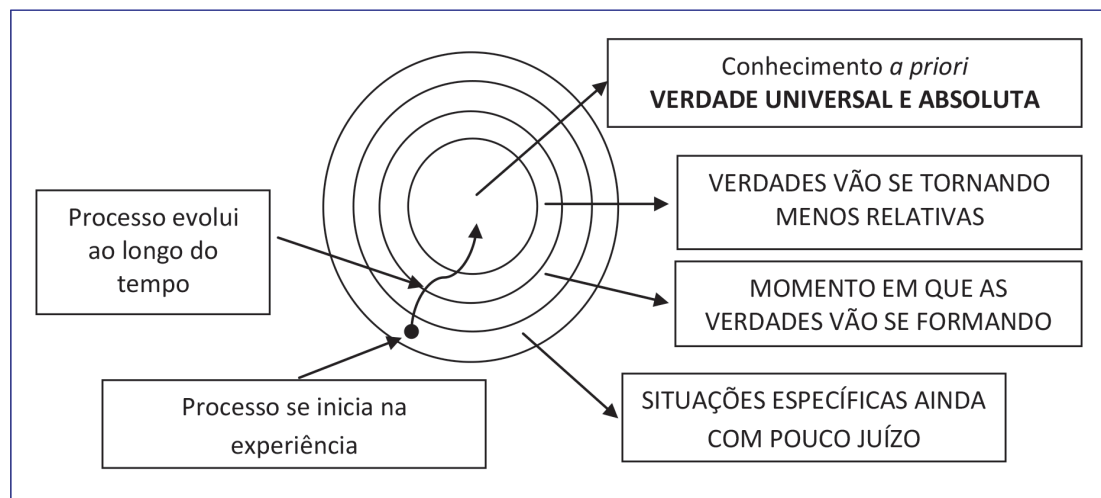 Conhecimento a priori
VERDADE UNIVERSAL E ABSOLUTA
VERDADES VÃO SE TORNANDO
MENOS RELATIVAS
Processo evolui
ao longo do
tempo
MOMENTO EM QUE AS
VERDADES VÃO SE FORMANDO
Processo se inicia na
experiência
SITUAÇÕES ESPECÍFICAS AINDA
COM POUCO JUÍZO